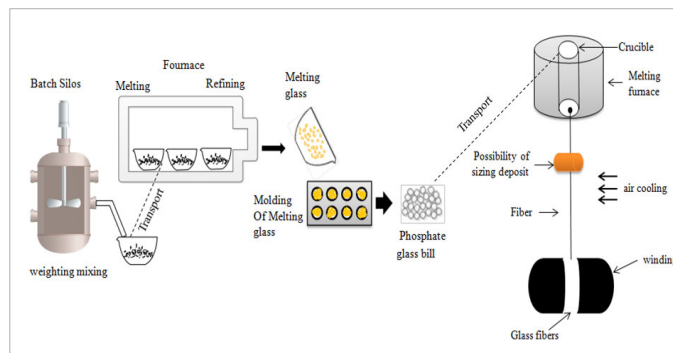 Batch Silos
weighting mixing
Transport
Fournace
Melting
Refining
Melting
glass
Molding
Of Melting
glass
Phosphate
glass bill
Transport
Crucible
Melting
furnace
Possibility of
sizing deposit
air cooling
Fiber
winding
Glass fibers